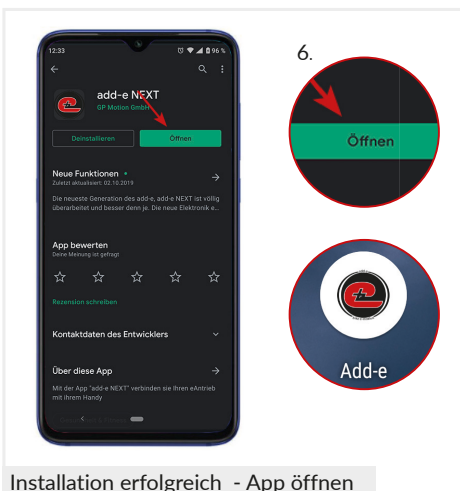 12:33
96 %
add-e NEXT
GP Motion GmbH
Deinstallieren
Öffnen
Neue Funktionen
Zuletzt aktualisiert: 02.10.2019
Die neueste Generation des add-e, add-e NEXT ist völlig
überarbeitet und besser denn je. Die neue Elektronik e...
App bewerten
Deine Meinung ist gefragt
Rezension schreiben
Kontaktdaten des Entwicklers
Über diese App
Mit der App "add-e NEXT" verbinden sie Ihren eAntrieb
mit ihrem Handy
6.
Öffnen
Add-e
Installation erfolgreich - App öffnen